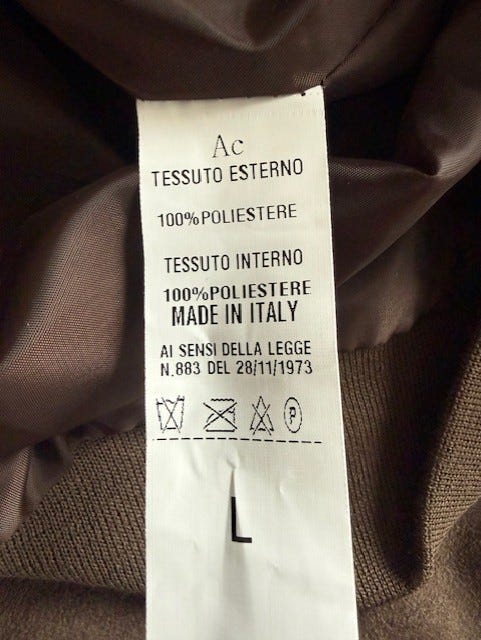 Ac
TESSUTO ESTERNO
100%POLIESTERE
TESSUTO INTERNO
100%POLIESTERE
MADE IN ITALY
AI SENSI DELLA LEGGE
N.883 DEL 28/11/1973
P
L